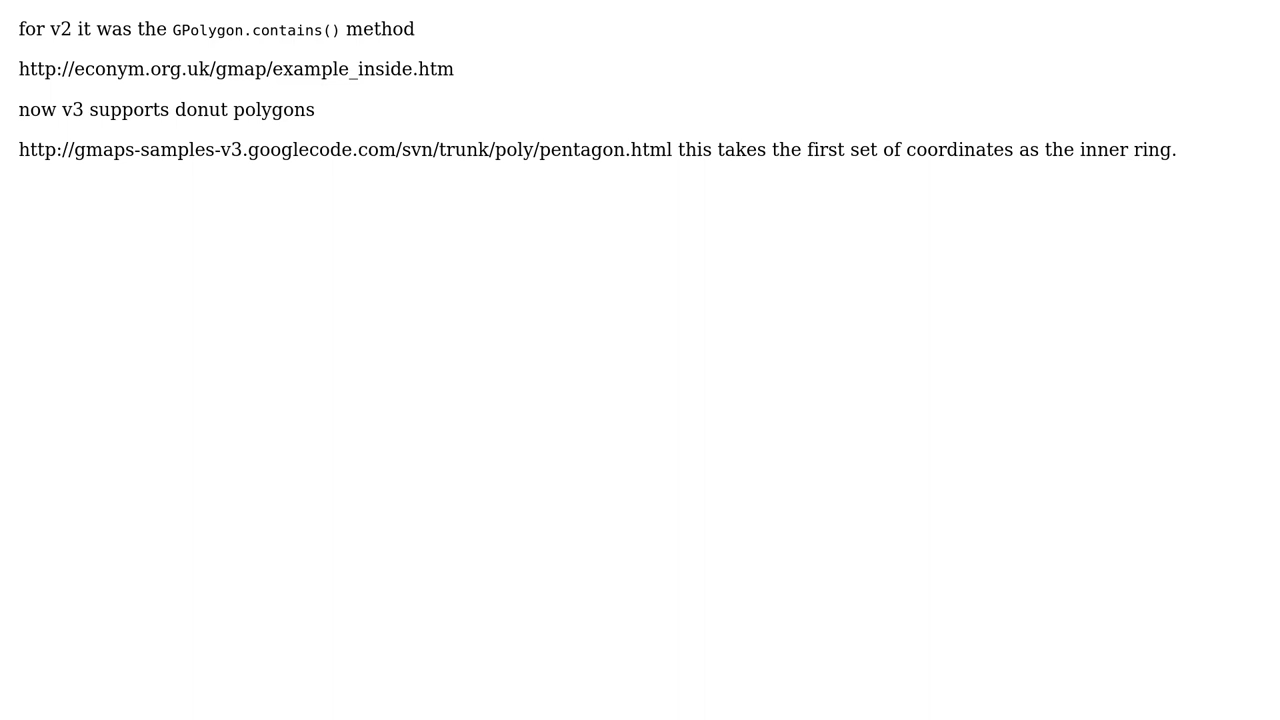 for v2 it was the GPolygon.contains() method
http://econym.org.uk/gmap/example_inside.htm
now v3 supports donut polygons
http://gmaps-samples-v3.googlecode.com/svn/trunk/poly/pentagon.html this takes the first set of coordinates as the inner ring.